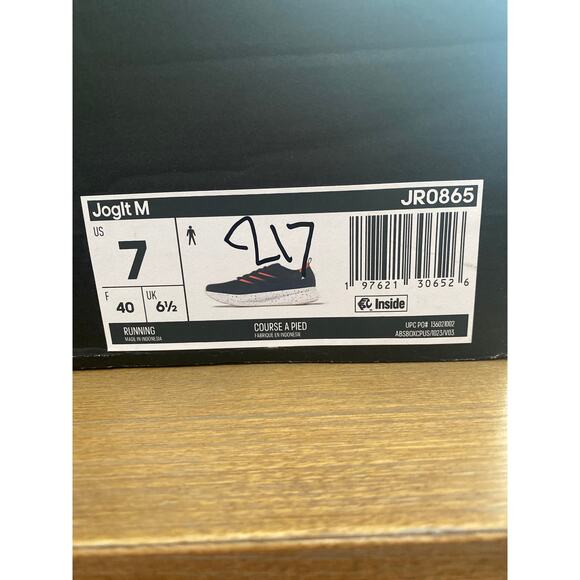 JogIt M
JR0865
US
7
F
40
UK
6½
217
1 97621 30652 6
Inside
RUNNING
MADE IN INDONESIA
COURSE A PIED
FABRIQUE EN INDONESIE
UPC PO# 136021002
ABSBOXCPUS/1023/V03